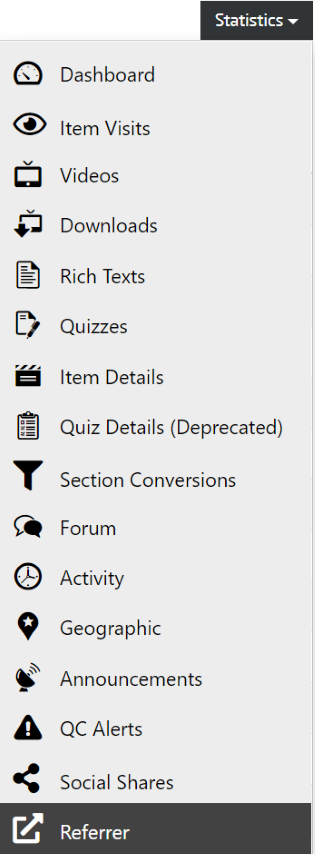 Statistics
Dashboard
Item Visits
Videos
Downloads
Rich Texts
Quizzes
Item Details
Quiz Details (Deprecated)
Section Conversions
Forum
Activity
Geographic
Announcements
QC Alerts
Social Shares
Referrer